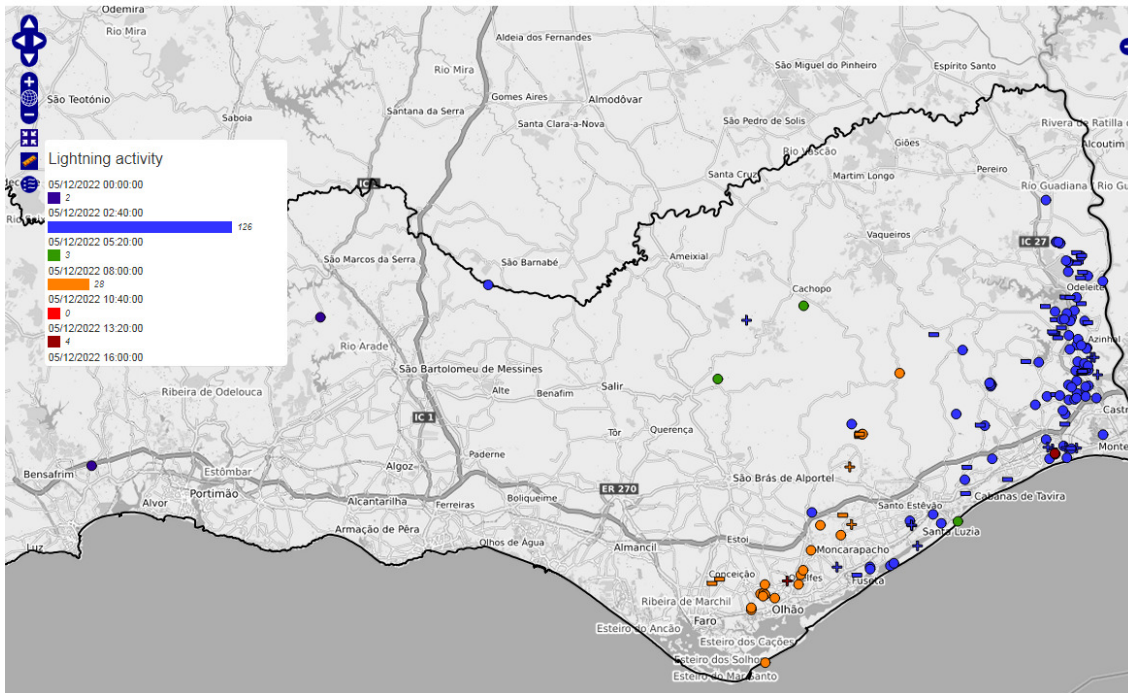 Odemira
Rio Mira
Aldeia dos Fernandes
São Miguel do Pinheiro
Espírito Santo
Rio Mira
São Teotónio
Gomes Aires
Almodôvar
Santana da Serra
Saboia
Santa Clara-a-Nova
São Pedro de Solis
Rivera de Ratilla
Alcoutim
Giões
Rio Vascão
Pereiro
Santa Cruz
Martim Longo
Rio Guadiana
Rio Gu
Lightning activity
05/12/2022 00:00:00
2
05/12/2022 02:40:00
126
05/12/2022 05:20:00
3
05/12/2022 08:00:00
28
05/12/2022 10:40:00
0
05/12/2022 13:20:00
4
05/12/2022 16:00:00
Vaqueiros
IC 27
São Marcos da Serra
São Barnabé
Ameixial
Cachopo
Odeleite
Rio Arade
Azinhal
São Bartolomeu de Messines
Alte
Benafim
Salir
Ribeira de Odelouca
IC 1
Tôr
Querença
Castr
Monte
Bensafrim
Estômbar
Algoz
Paderne
São Brás de Alportel
Portimão
ER 270
Alvor
Alcantarilha
Ferreiras
Boliqueime
Cabanas de Tavira
Santo Estêvão
Armação de Pêra
Olhos de Água
Almancil
Estoi
Santa Luzia
Luz
Moncarapacho
Conceição
Fuseta
Ribeira de Marchil
Olhão
Faro
Esteiro do Ancão
Esteiro dos Cações
Esteiro dos Solho
Esteiro do Mar Santo